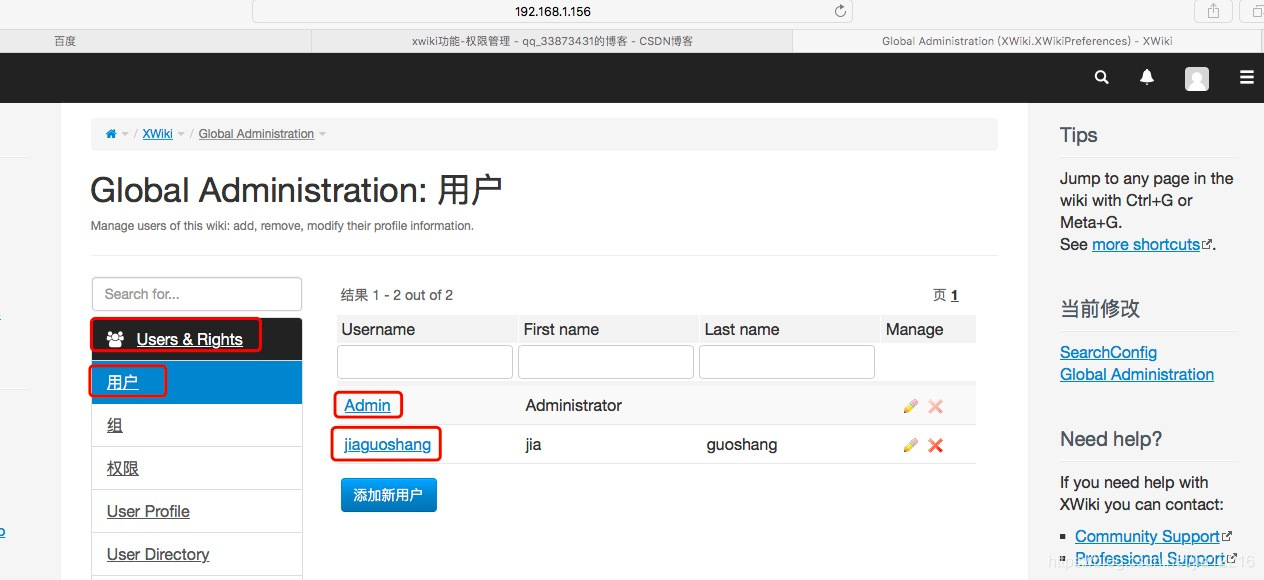 192.168.1.156
百度
xwiki功能-权限管理 - qq_33873431的博客 - CSDN博客
Global Administration (XWiki.XWikiPreferences) - XWiki
/ XWiki / Global Administration
Global Administration: 用户
Manage users of this wiki: add, remove, modify their profile information.
Search for...
Users & Rights
用户
组
权限
User Profile
User Directory
结果 1 - 2 out of 2
页 1
Username First name Last name Manage
Admin Administrator
jiaguoshang jia guoshang
添加新用户
Tips
Jump to any page in the
wiki with Ctrl+G or
Meta+G.
See more shortcuts.
当前修改
SearchConfig
Global Administration
Need help?
If you need help with
XWiki you can contact:
Community Support
Professional Support